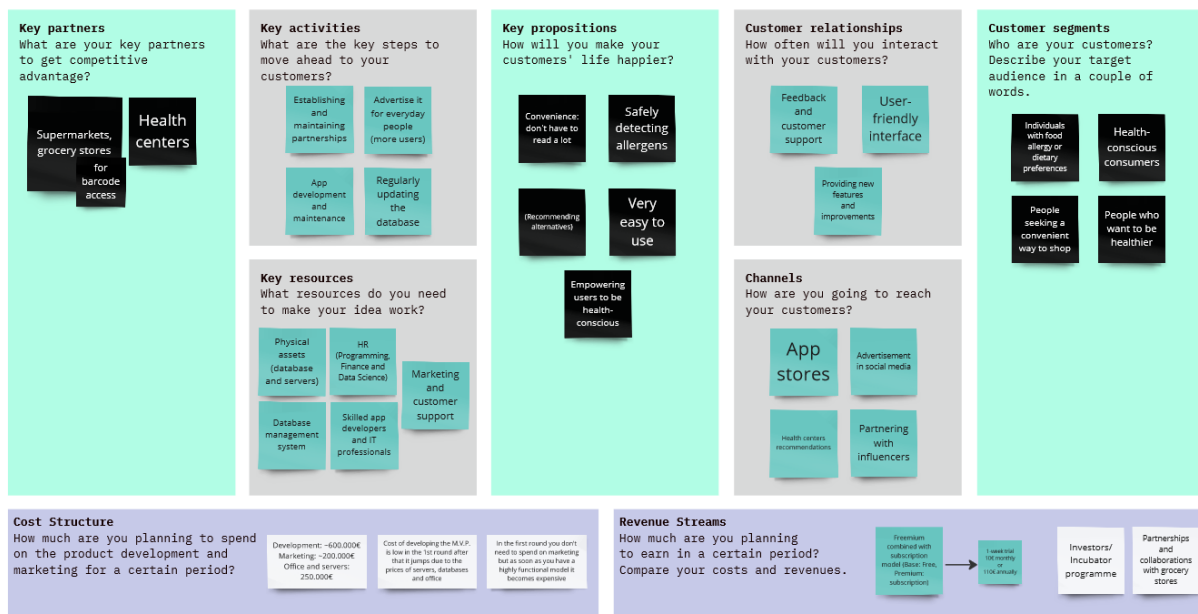 Key partners
What are your key partners
to get competitive
advantage?
Supermarkets,
grocery stores
for
barcode
access
Health
centers
Key activities
What are the key steps to
move ahead to your
customers?
Establishing
and
maintaining
partnerships
Advertise it
for everyday
people
(more users)
App
development
and
maintenance
Regularly
updating
the
database
Key resources
What resources do you need
to make your idea work?
Physical
assets
(database
and servers)
HR
(Programming,
Finance and
Data Science)
Marketing
and
customer
support
Database
management
system
Skilled app
developers
and IT
professionals
Key propositions
How will you make your
customers' life happier?
Convenience:
don't have to
read a lot
Safely
detecting
allergens
(Recommending
alternatives)
Very
easy to
use
Empowering
users to be
health-
conscious
Customer relationships
How often will you interact
with your customers?
Feedback
and
customer
support
User-
friendly
interface
Providing new
features
and
improvements
Channels
How are you going to reach
your customers?
App
stores
Advertisement
in social media
Health centers
recommendations
Partnering
with
influencers
Customer segments
Who are your customers?
Describe your target
audience in a couple of
words.
Individuals
with food
allergy or
dietary
preferences
Health-
conscious
consumers
People
seeking a
convenient
way to shop
People who
want to be
healthier
Cost Structure
How much are you planning to spend
on the product development and
marketing for a certain period?
Development: ~600.000€
Marketing: ~200.000€
Office and servers:
250.000€
Cost of developing the M.V.P.
is low in the 1st round after
that it jumps due to the
prices of servers, databases
and office
In the first round you don't
need to spend on marketing
but as soon as you have a
highly functional model it
becomes expensive
Revenue Streams
How much are you planning
to earn in a certain period?
Compare your costs and revenues.
Freemium
combined with
subscription
model (Base: Free,
Premium:
subscription)
1-week trial
10€ monthly
or
110€ annually
Investors/
Incubator
programme
Partnerships
and
collaborations
with grocery
stores